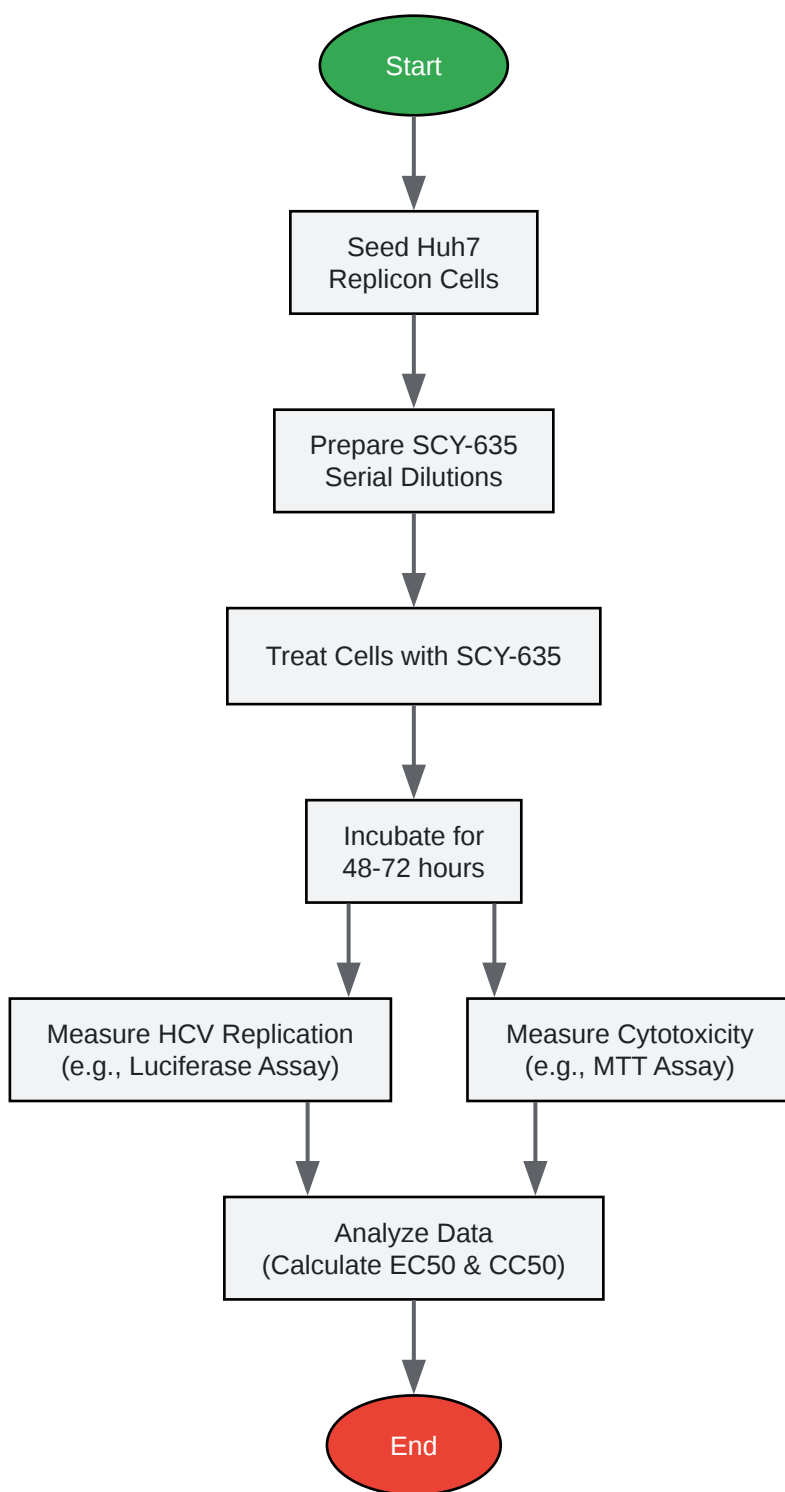 Start
Seed Huh7
Replicon Cells
Prepare SCY-635
Serial Dilutions
Treat Cells with SCY-635
Incubate for
48-72 hours
Measure HCV Replication
(e.g., Luciferase Assay)
Measure Cytotoxicity
(e.g., MTT Assay)
Analyze Data
(Calculate EC50 & CC50)
End